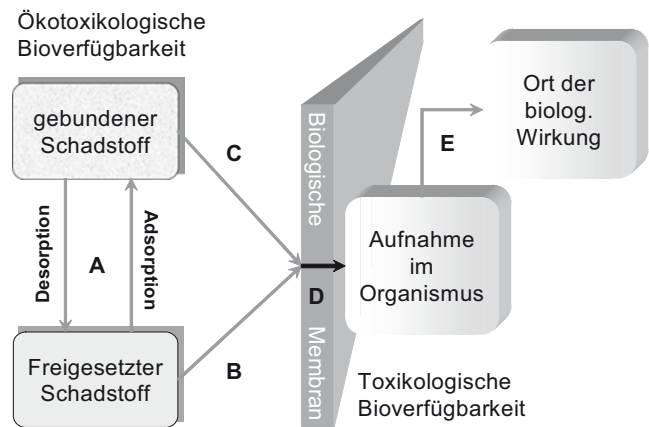 Ökotoxikologische
Bioverfügbarkeit
gebundener
Schadstoff
Desorption
A
Adsorption
Freigesetzter
Schadstoff
C
B
Biologische
Membran
D
Aufnahme
im
Organismus
E
Ort der
biolog.
Wirkung
Toxikologische
Bioverfügbarkeit